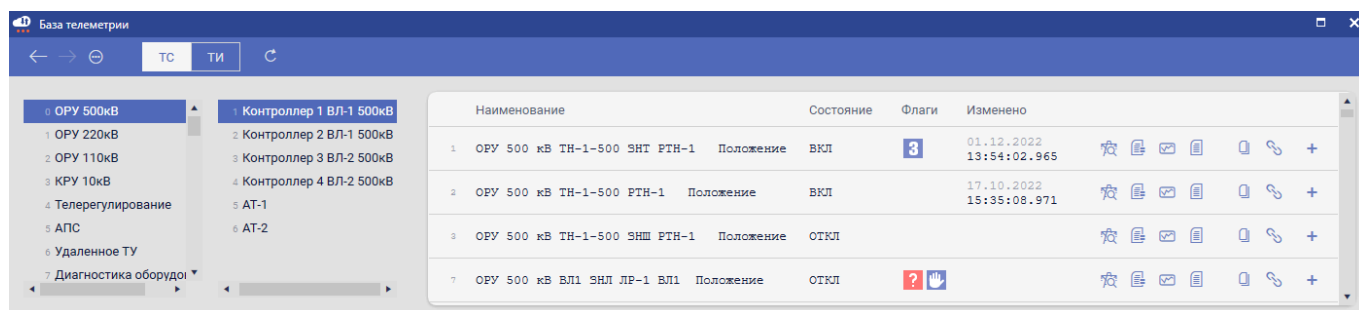 База телеметрии
ТС ТИ
0 ОРУ 500кВ
1 ОРУ 220кВ
2 ОРУ 110кВ
3 КРУ 10кВ
4 Телерегулирование
5 АПС
6 Удаленное ТУ
7 Диагностика оборудо
1 Контроллер 1 ВЛ-1 500кВ
2 Контроллер 2 ВЛ-1 500кВ
3 Контроллер 3 ВЛ-2 500кВ
4 Контроллер 4 ВЛ-2 500кВ
5 АТ-1
6 АТ-2
Наименование Состояние Флаги Изменено
1 ОРУ 500 кВ ТН-1-500 ЗНТ РТН-1 Положение ВКЛ З 01.12.2022
13:54:02.965
2 ОРУ 500 кВ ТН-1-500 РТН-1 Положение ВКЛ 17.10.2022
15:35:08.971
3 ОРУ 500 кВ ТН-1-500 ЗНШ РТН-1 Положение ОТКЛ
7 ОРУ 500 кВ ВЛ1 ЗНЛ ЛР-1 ВЛ1 Положение ОТКЛ ?